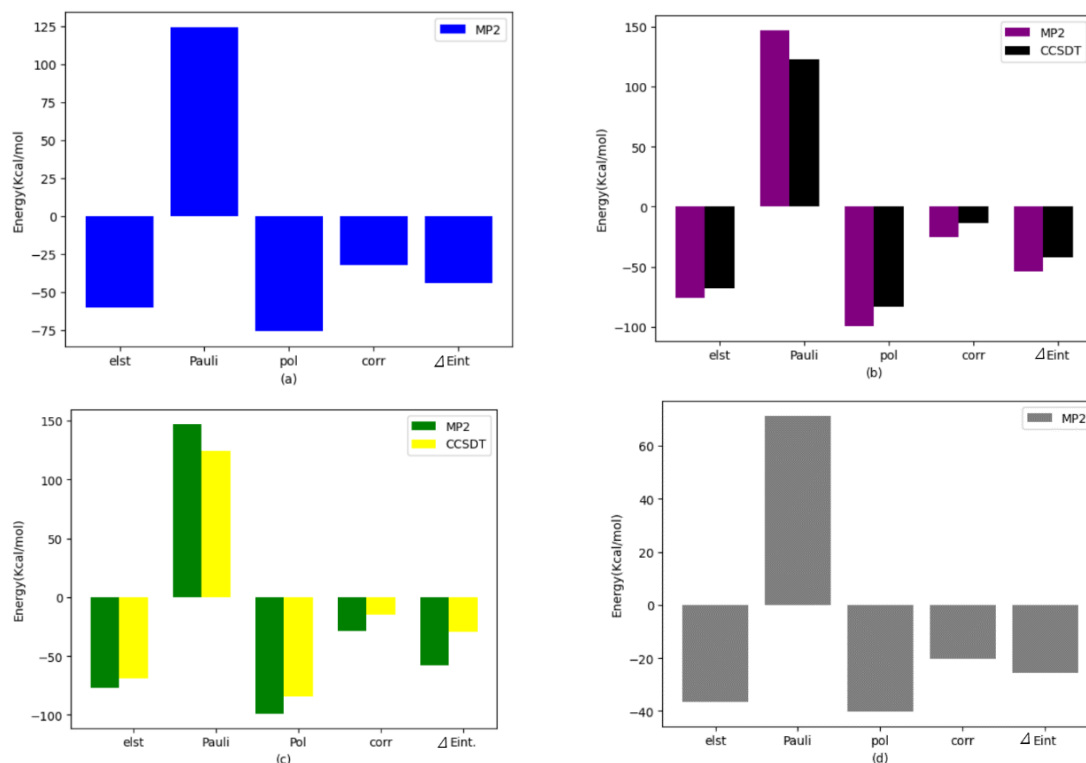 MP2
Energy(Kcal/mol)
125
100
75
50
25
0
−25
−50
−75
elst Pauli pol corr ⊿Eint
(a)
MP2
CCSDT
Energy(Kcal/mol)
150
100
50
0
−50
−100
elst Pauli pol corr ⊿Eint
(b)
MP2
CCSDT
Energy(Kcal/mol)
150
100
50
0
−50
−100
elst Pauli Pol corr ⊿Eint.
(c)
MP2
Energy(Kcal/mol)
60
40
20
0
−20
−40
elst Pauli pol corr ⊿Eint
(d)